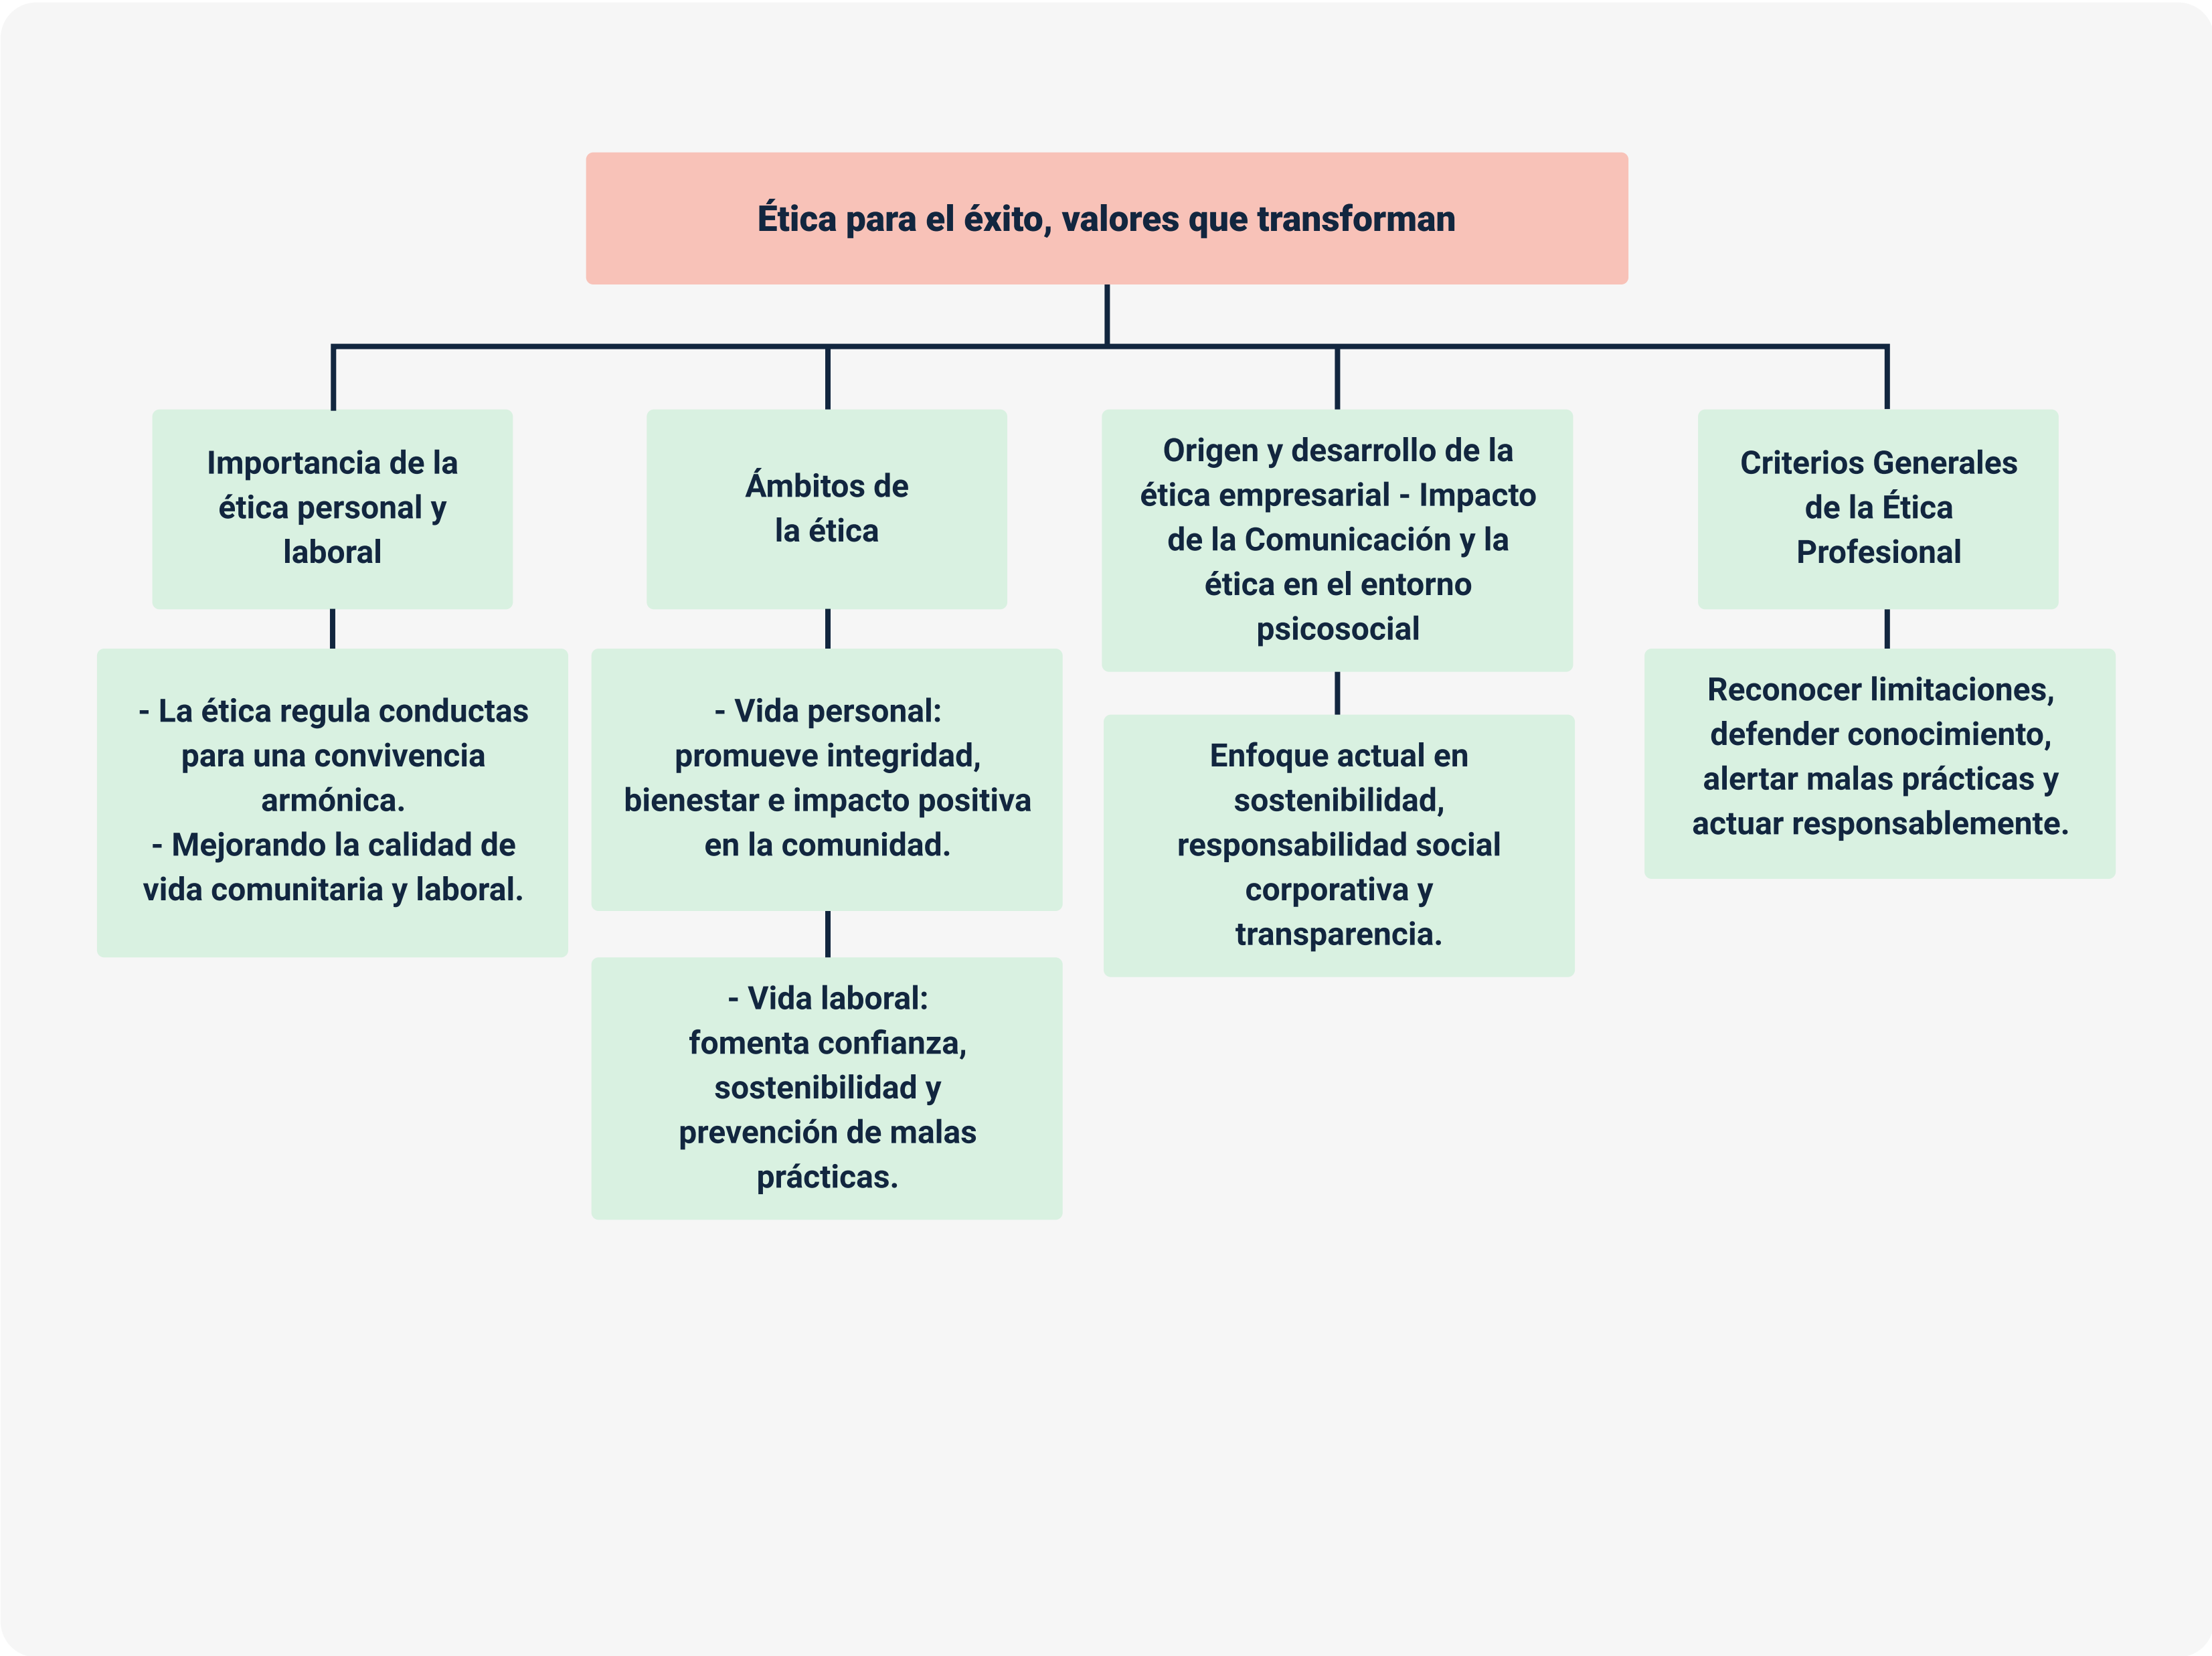 Ética para el éxito, valores que transforman
Importancia de la
ética personal y
laboral
- La ética regula conductas
para una convivencia
armónica.
- Mejorando la calidad de
vida comunitaria y laboral.
Ámbitos de
la ética
- Vida personal:
promueve integridad,
bienestar e impacto positiva
en la comunidad.
- Vida laboral:
fomenta confianza,
sostenibilidad y
prevención de malas
prácticas.
Origen y desarrollo de la
ética empresarial - Impacto
de la Comunicación y la
ética en el entorno
psicosocial
Enfoque actual en
sostenibilidad,
responsabilidad social
corporativa y
transparencia.
Criterios Generales
de la Ética
Profesional
Reconocer limitaciones,
defender conocimiento,
alertar malas prácticas y
actuar responsablemente.